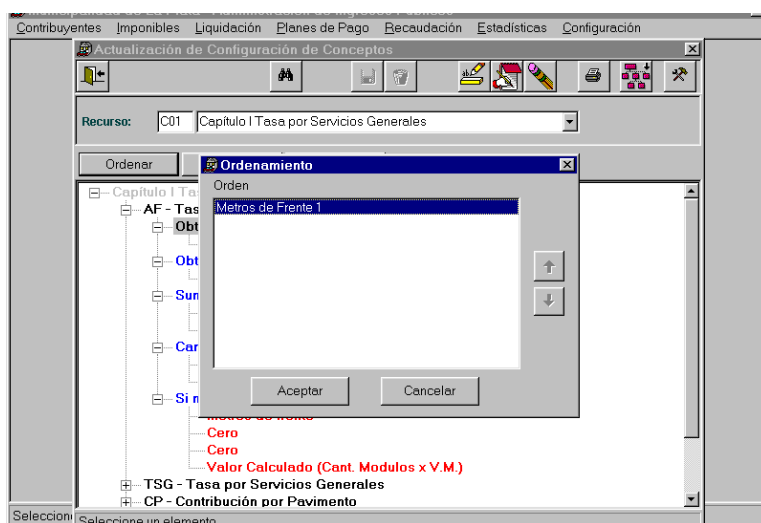 Contribuyentes Imponibles Liquidación Planes de Pago Recaudación Estadísticas Configuración
Actualización de Configuración de Conceptos
Recurso: C01 Capítulo I Tasa por Servicios Generales
Ordenar
Ordenamiento
Orden
Metros de Frente 1
Aceptar Cancelar
Capítulo I Ta
AF - Tas
Obt
Obt
Sum
Car
Si n
Cero
Cero
Valor Calculado (Cant. Modulos x V.M.)
TSG - Tasa por Servicios Generales
CP - Contribución por Pavimento
Seleccione un elemento